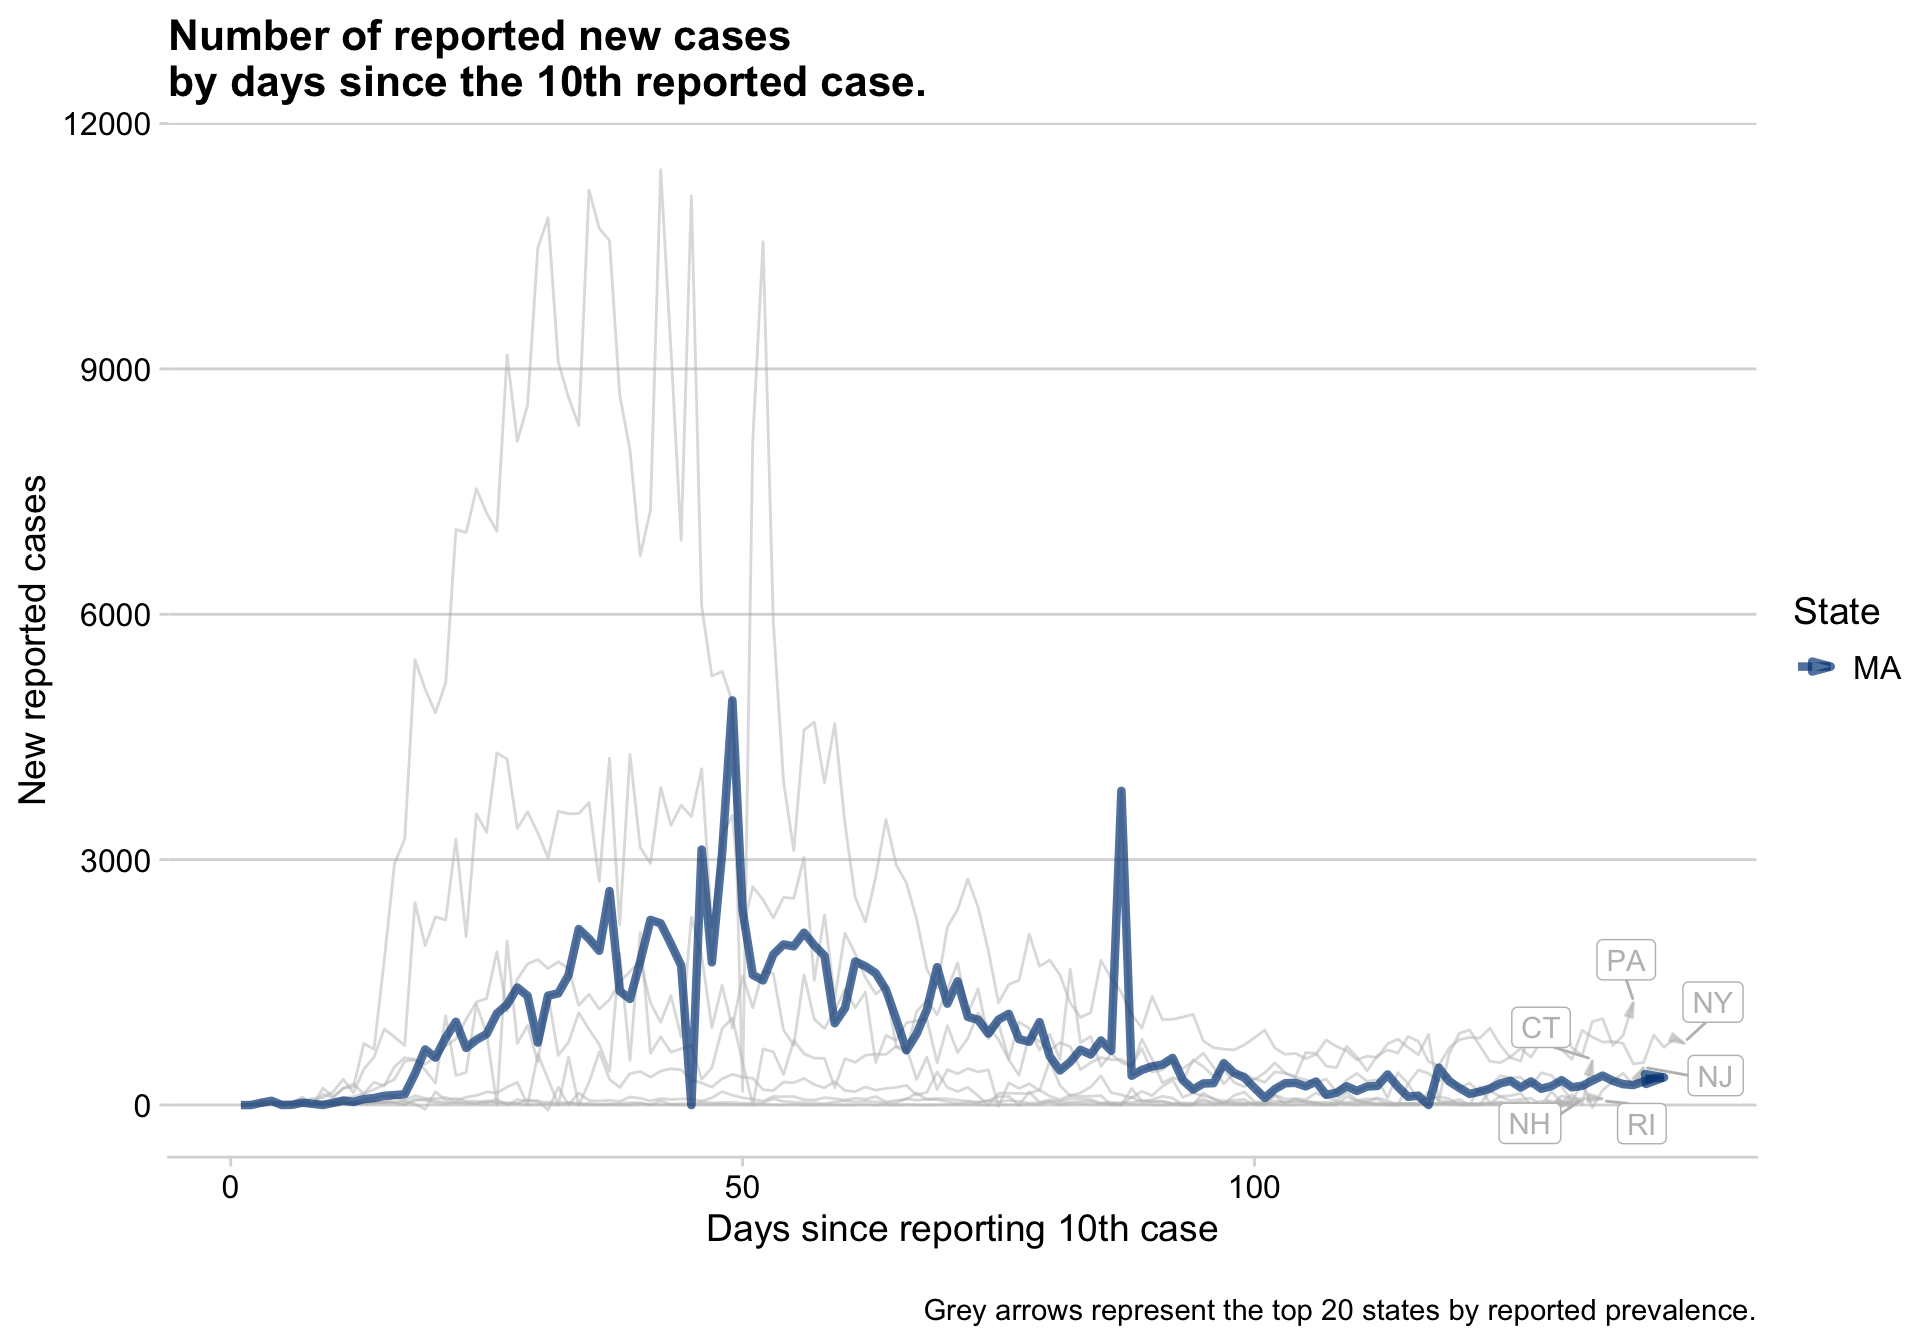 Number of reported new cases
by days since the 10th reported case.
12000
9000
6000
3000
0
New reported cases
0
50
100
Days since reporting 10th case
PA
NY
CT
NJ
NH
RI
State
MA
Grey arrows represent the top 20 states by reported prevalence.